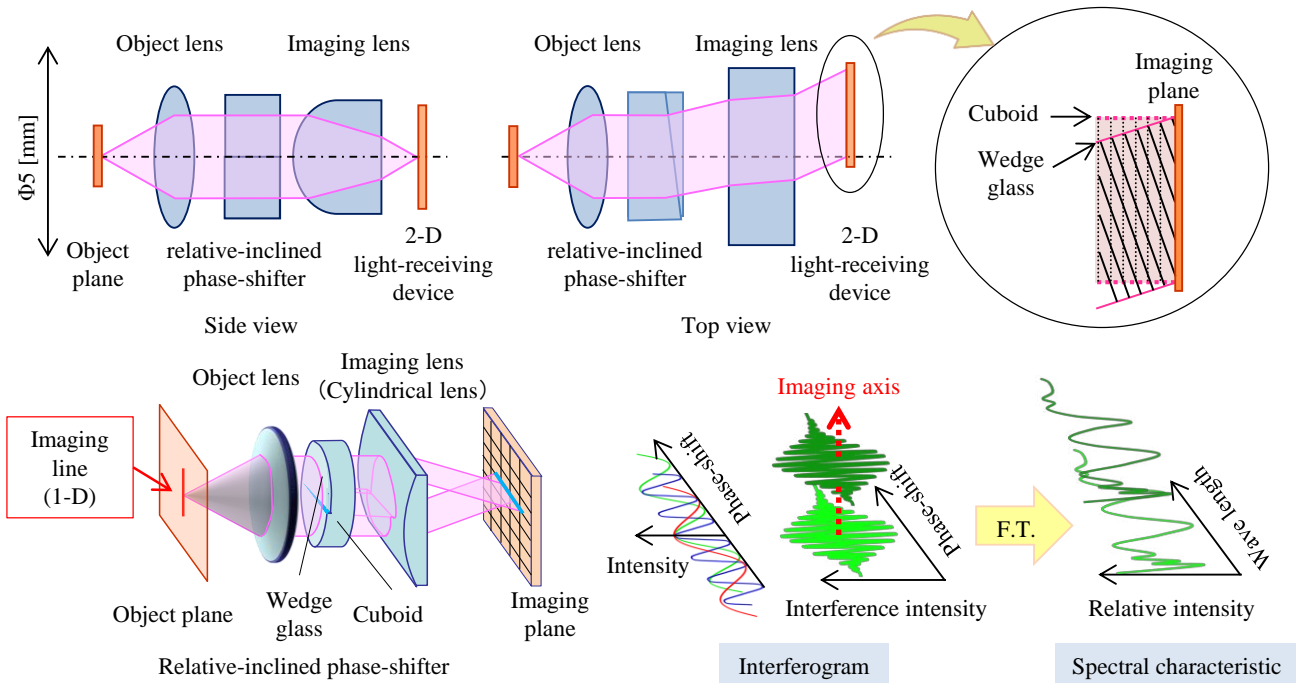 Φ5 [mm]
Object lens
Imaging lens
Object
plane
relative-inclined
phase-shifter
2-D
light-receiving
device
Side view
Object lens
Imaging lens
relative-inclined
phase-shifter
2-D
light-receiving
device
Top view
Imaging
plane
Cuboid
Wedge
glass
Imaging
line
(1-D)
Object lens
Imaging lens
（Cylindrical lens）
Object plane
Wedge
glass
Cuboid
Imaging
plane
Relative-inclined phase-shifter
Imaging axis
Phase-shift
Intensity
Phase-shift
Interference intensity
Interferogram
F.T.
Wave length
Relative intensity
Spectral characteristic